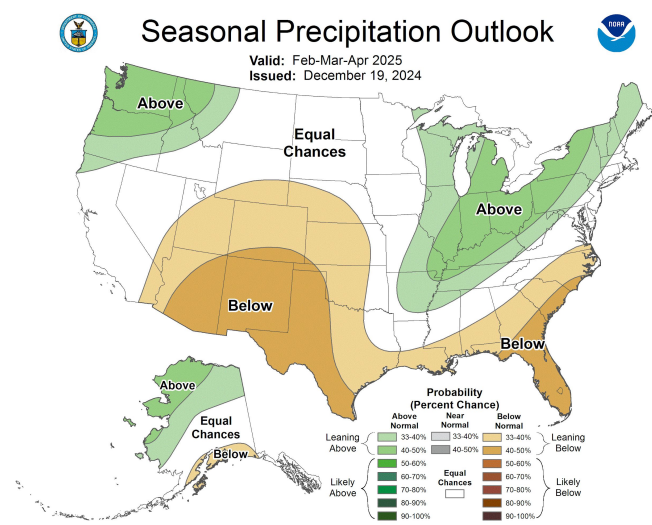 Seasonal Precipitation Outlook
NOAA
Valid: Feb-Mar-Apr 2025
Issued: December 19, 2024
Above
Equal
Chances
Above
Below
Below
Above
Equal
Chances
Below
Probability
(Percent Chance)
Above
Normal
Near
Normal
Below
Normal
Leaning
Above
33-40%
40-50%
33-40%
40-50%
33-40%
40-50%
Leaning
Below
Likely
Above
50-60%
60-70%
70-80%
80-90%
90-100%
Equal
Chances
50-60%
60-70%
70-80%
80-90%
90-100%
Likely
Below